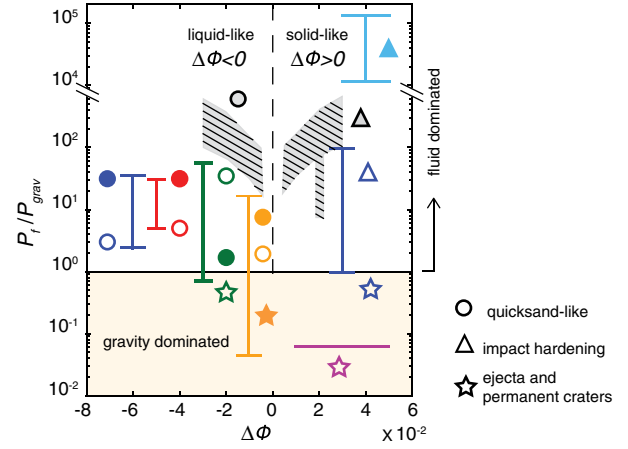 10^5
liquid-like solid-like
ΔΦ<0 ΔΦ>0
10^4
10^2
10^1
10^0
10^-1
10^-2
P_f/P_grav
fluid dominated
gravity dominated
quicksand-like
impact hardening
ejecta and
permanent craters
-8 -6 -4 -2 0 2 4 6
ΔΦ x 10^-2